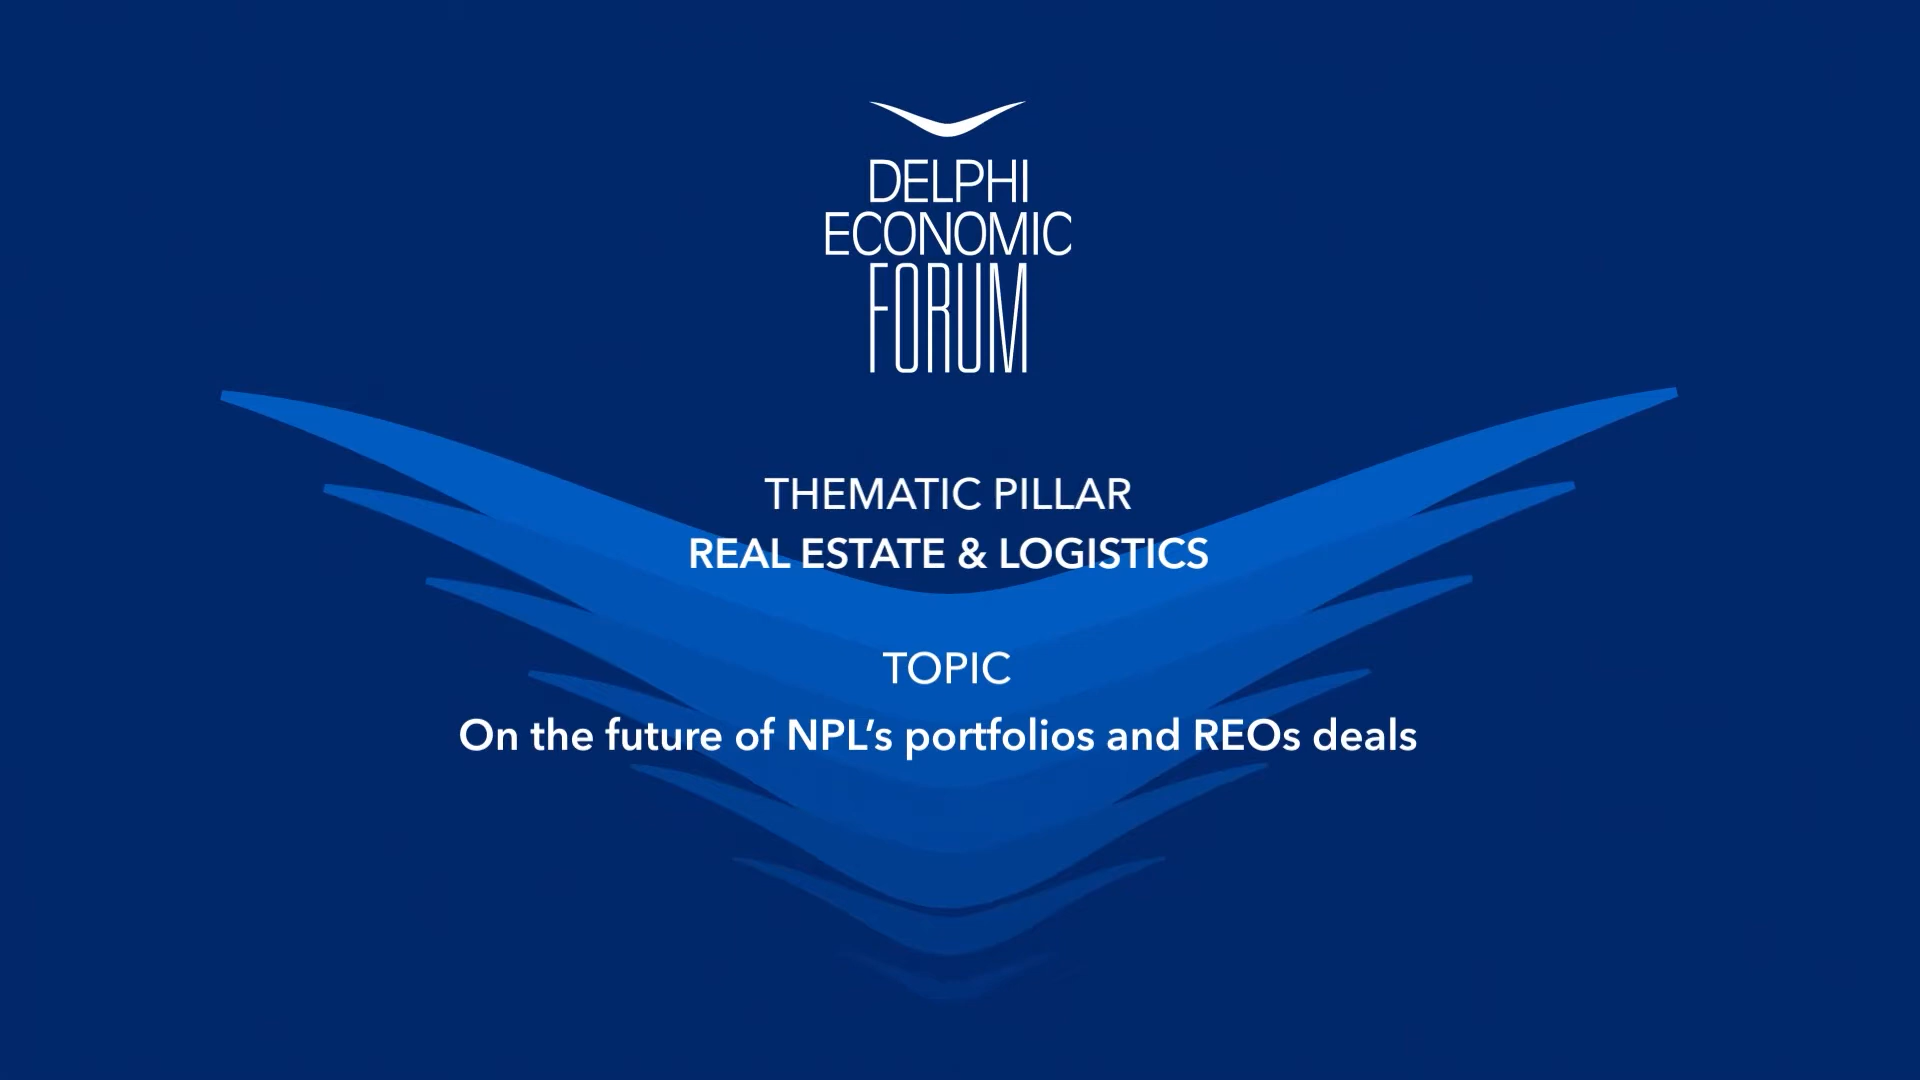 DELPHI
ECONOMIC
FORUM
THEMATIC PILLAR
REAL ESTATE & LOGISTICS
TOPIC
On the future of NPL’s portfolios and REOs deals